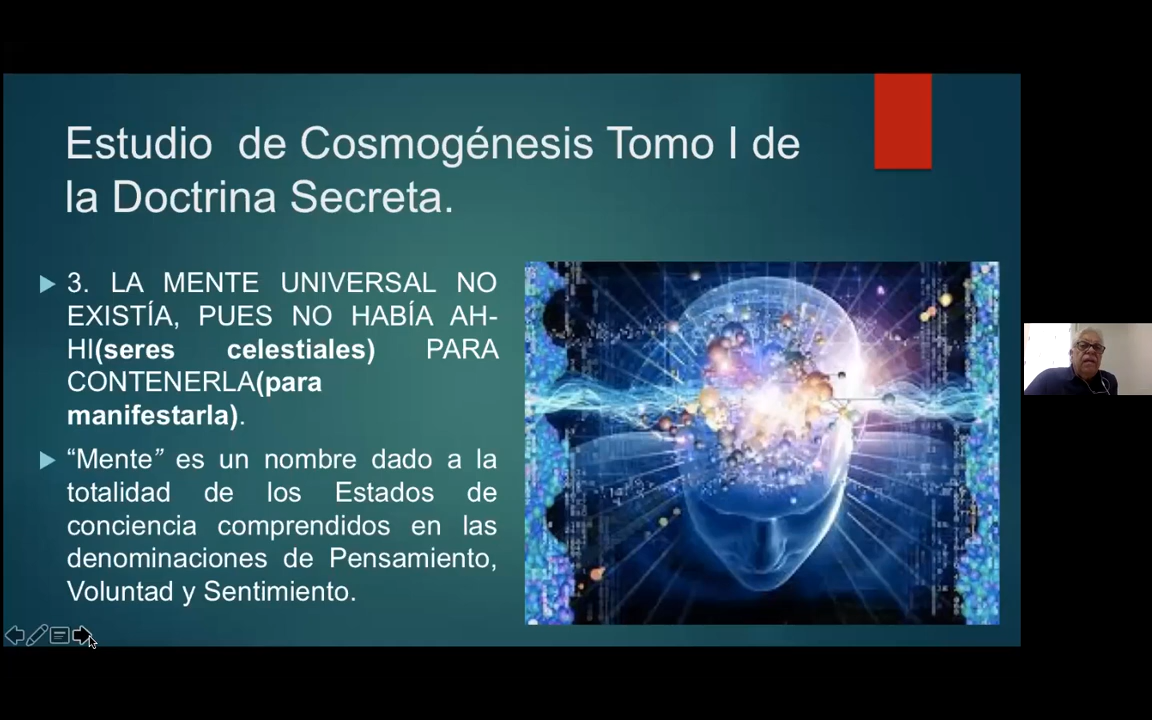 Estudio  de Cosmogénesis Tomo I de
la Doctrina Secreta.
3. LA MENTE UNIVERSAL NO
EXISTÍA, PUES NO HABÍA AH-
HI(seres celestiales) PARA
CONTENERLA(para
manifestarla).
“Mente” es un nombre dado a la
totalidad de los Estados de
conciencia comprendidos en las
denominaciones de Pensamiento,
Voluntad y Sentimiento.